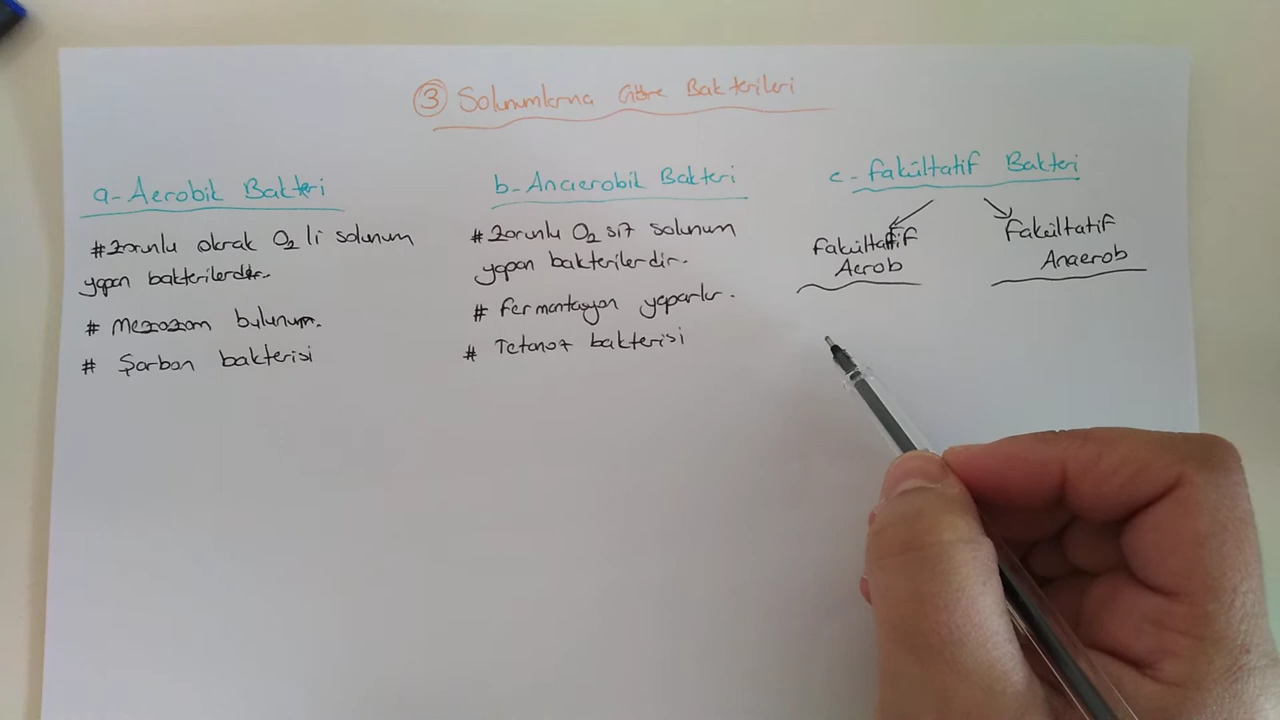 ③ Solunumlarına Göre Bakterileri
a-Aerobik Bakteri
#Zorunlu olarak O₂ li solunum
yapan bakterilerdir.
# Mezozom bulunur.
# Şarbon bakterisi
b-Anaerobik Bakteri
#Zorunlu O₂ siz solunum
yapan bakterilerdir.
# Fermantasyon yaparlar.
# Tetanoz bakterisi
c-Fakültatif Bakteri
Fakültatif
Aerob
Fakültatif
Anaerob